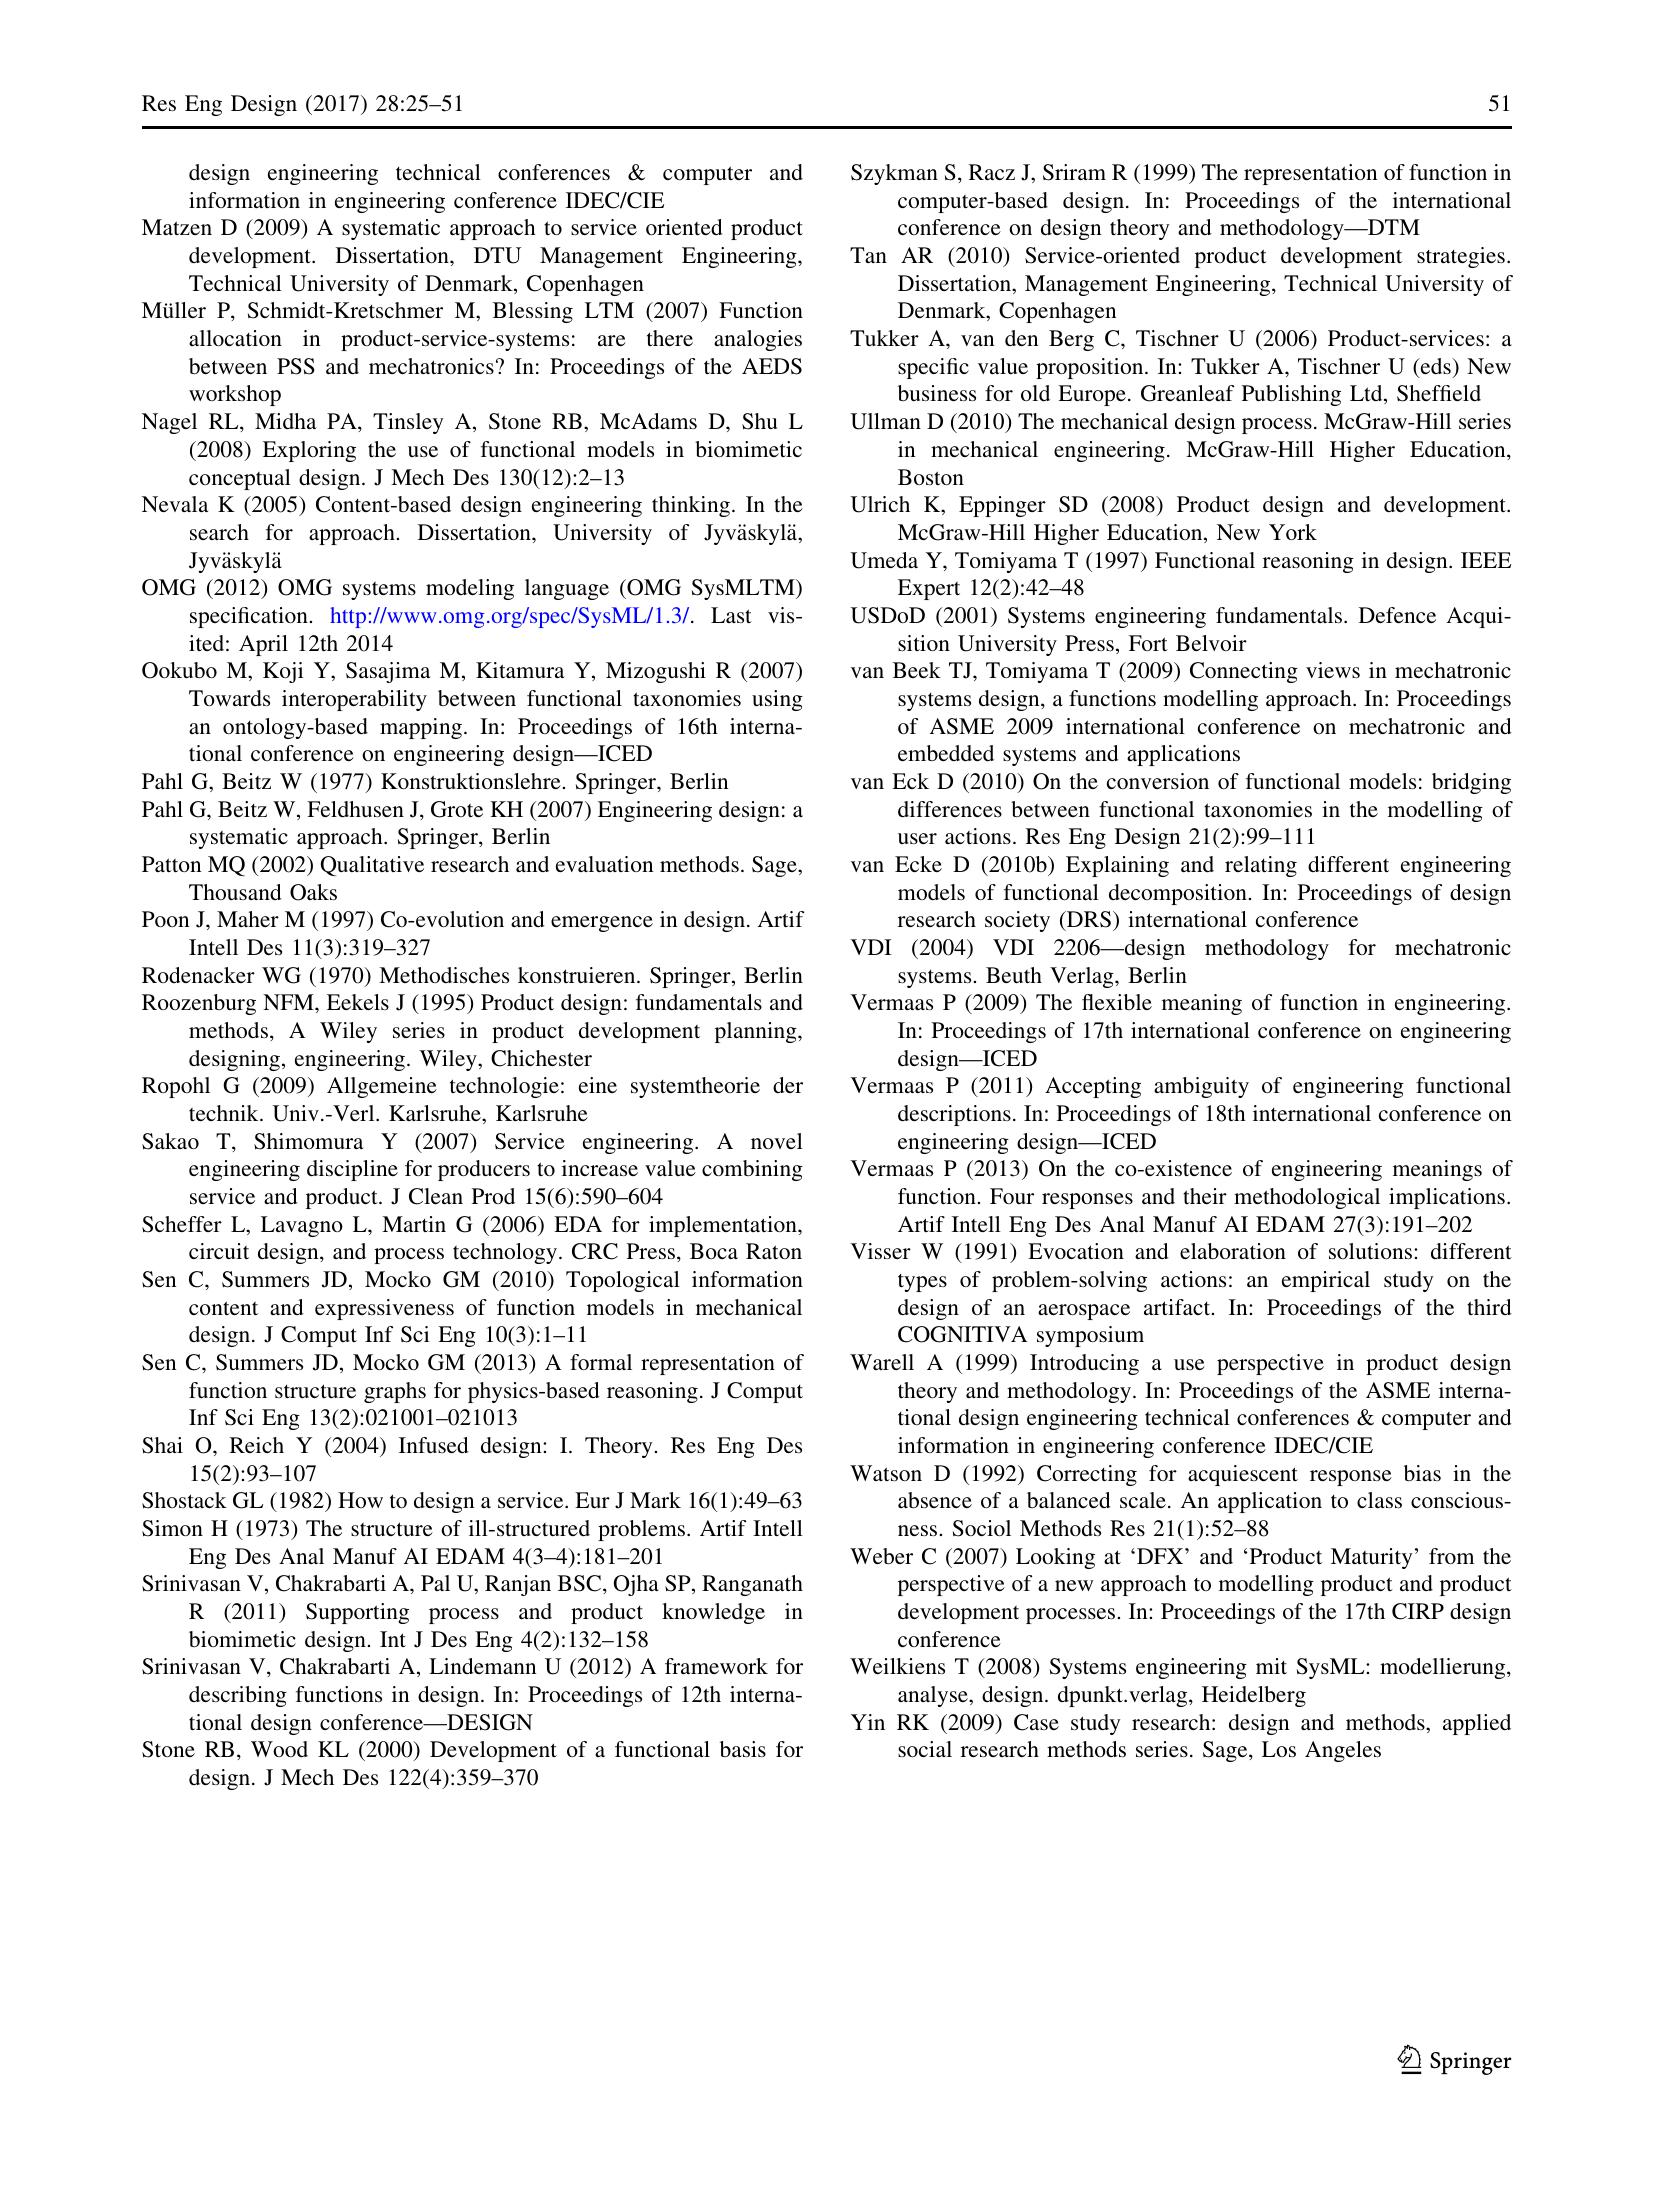 Res Eng Design (2017) 28:25–51
51
design engineering technical conferences & computer and
information in engineering conference IDEC/CIE
Matzen D (2009) A systematic approach to service oriented product
development. Dissertation, DTU Management Engineering,
Technical University of Denmark, Copenhagen
Müller P, Schmidt-Kretschmer M, Blessing LTM (2007) Function
allocation in product-service-systems: are there analogies
between PSS and mechatronics? In: Proceedings of the AEDS
workshop
Nagel RL, Midha PA, Tinsley A, Stone RB, McAdams D, Shu L
(2008) Exploring the use of functional models in biomimetic
conceptual design. J Mech Des 130(12):2–13
Nevala K (2005) Content-based design engineering thinking. In the
search for approach. Dissertation, University of Jyväskylä,
Jyväskylä
OMG (2012) OMG systems modeling language (OMG SysMLTM)
specification. http://www.omg.org/spec/SysML/1.3/. Last vis-
ited: April 12th 2014
Ookubo M, Koji Y, Sasajima M, Kitamura Y, Mizogushi R (2007)
Towards interoperability between functional taxonomies using
an ontology-based mapping. In: Proceedings of 16th interna-
tional conference on engineering design—ICED
Pahl G, Beitz W (1977) Konstruktionslehre. Springer, Berlin
Pahl G, Beitz W, Feldhusen J, Grote KH (2007) Engineering design: a
systematic approach. Springer, Berlin
Patton MQ (2002) Qualitative research and evaluation methods. Sage,
Thousand Oaks
Poon J, Maher M (1997) Co-evolution and emergence in design. Artif
Intell Des 11(3):319–327
Rodenacker WG (1970) Methodisches konstruieren. Springer, Berlin
Roozenburg NFM, Eekels J (1995) Product design: fundamentals and
methods, A Wiley series in product development planning,
designing, engineering. Wiley, Chichester
Ropohl G (2009) Allgemeine technologie: eine systemtheorie der
technik. Univ.-Verl. Karlsruhe, Karlsruhe
Sakao T, Shimomura Y (2007) Service engineering. A novel
engineering discipline for producers to increase value combining
service and product. J Clean Prod 15(6):590–604
Scheffer L, Lavagno L, Martin G (2006) EDA for implementation,
circuit design, and process technology. CRC Press, Boca Raton
Sen C, Summers JD, Mocko GM (2010) Topological information
content and expressiveness of function models in mechanical
design. J Comput Inf Sci Eng 10(3):1–11
Sen C, Summers JD, Mocko GM (2013) A formal representation of
function structure graphs for physics-based reasoning. J Comput
Inf Sci Eng 13(2):021001–021013
Shai O, Reich Y (2004) Infused design: I. Theory. Res Eng Des
15(2):93–107
Shostack GL (1982) How to design a service. Eur J Mark 16(1):49–63
Simon H (1973) The structure of ill-structured problems. Artif Intell
Eng Des Anal Manuf AI EDAM 4(3–4):181–201
Srinivasan V, Chakrabarti A, Pal U, Ranjan BSC, Ojha SP, Ranganath
R (2011) Supporting process and product knowledge in
biomimetic design. Int J Des Eng 4(2):132–158
Srinivasan V, Chakrabarti A, Lindemann U (2012) A framework for
describing functions in design. In: Proceedings of 12th interna-
tional design conference—DESIGN
Stone RB, Wood KL (2000) Development of a functional basis for
design. J Mech Des 122(4):359–370
Szykman S, Racz J, Sriram R (1999) The representation of function in
computer-based design. In: Proceedings of the international
conference on design theory and methodology—DTM
Tan AR (2010) Service-oriented product development strategies.
Dissertation, Management Engineering, Technical University of
Denmark, Copenhagen
Tukker A, van den Berg C, Tischner U (2006) Product-services: a
specific value proposition. In: Tukker A, Tischner U (eds) New
business for old Europe. Greanleaf Publishing Ltd, Sheffield
Ullman D (2010) The mechanical design process. McGraw-Hill series
in mechanical engineering. McGraw-Hill Higher Education,
Boston
Ulrich K, Eppinger SD (2008) Product design and development.
McGraw-Hill Higher Education, New York
Umeda Y, Tomiyama T (1997) Functional reasoning in design. IEEE
Expert 12(2):42–48
USDoD (2001) Systems engineering fundamentals. Defence Acqui-
sition University Press, Fort Belvoir
van Beek TJ, Tomiyama T (2009) Connecting views in mechatronic
systems design, a functions modelling approach. In: Proceedings
of ASME 2009 international conference on mechatronic and
embedded systems and applications
van Eck D (2010) On the conversion of functional models: bridging
differences between functional taxonomies in the modelling of
user actions. Res Eng Design 21(2):99–111
van Ecke D (2010b) Explaining and relating different engineering
models of functional decomposition. In: Proceedings of design
research society (DRS) international conference
VDI (2004) VDI 2206—design methodology for mechatronic
systems. Beuth Verlag, Berlin
Vermaas P (2009) The flexible meaning of function in engineering.
In: Proceedings of 17th international conference on engineering
design—ICED
Vermaas P (2011) Accepting ambiguity of engineering functional
descriptions. In: Proceedings of 18th international conference on
engineering design—ICED
Vermaas P (2013) On the co-existence of engineering meanings of
function. Four responses and their methodological implications.
Artif Intell Eng Des Anal Manuf AI EDAM 27(3):191–202
Visser W (1991) Evocation and elaboration of solutions: different
types of problem-solving actions: an empirical study on the
design of an aerospace artifact. In: Proceedings of the third
COGNITIVA symposium
Warell A (1999) Introducing a use perspective in product design
theory and methodology. In: Proceedings of the ASME interna-
tional design engineering technical conferences & computer and
information in engineering conference IDEC/CIE
Watson D (1992) Correcting for acquiescent response bias in the
absence of a balanced scale. An application to class conscious-
ness. Sociol Methods Res 21(1):52–88
Weber C (2007) Looking at ‘DFX’ and ‘Product Maturity’ from the
perspective of a new approach to modelling product and product
development processes. In: Proceedings of the 17th CIRP design
conference
Weilkiens T (2008) Systems engineering mit SysML: modellierung,
analyse, design. dpunkt.verlag, Heidelberg
Yin RK (2009) Case study research: design and methods, applied
social research methods series. Sage, Los Angeles
Springer